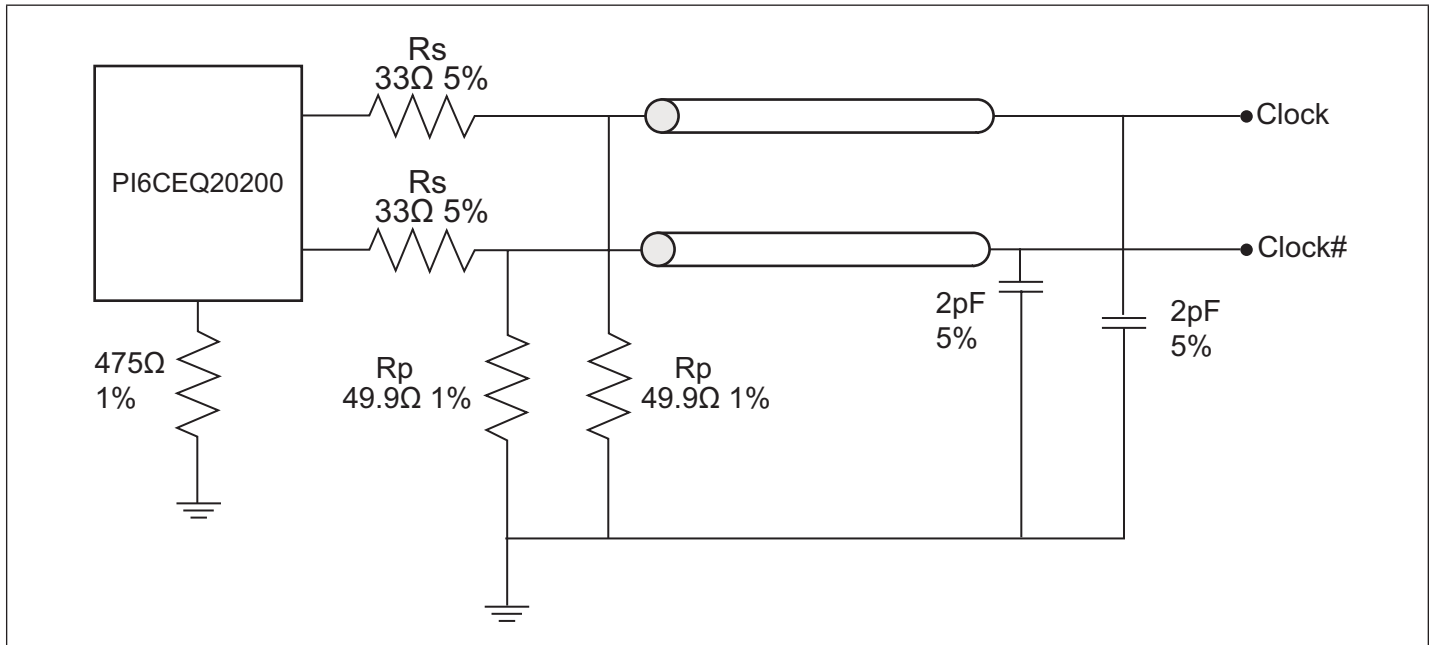 Rs
33Ω 5%
Clock
PI6CEQ20200
Rs
33Ω 5%
Clock#
2pF
5%
2pF
5%
475Ω
1%
Rp
49.9Ω 1%
Rp
49.9Ω 1%